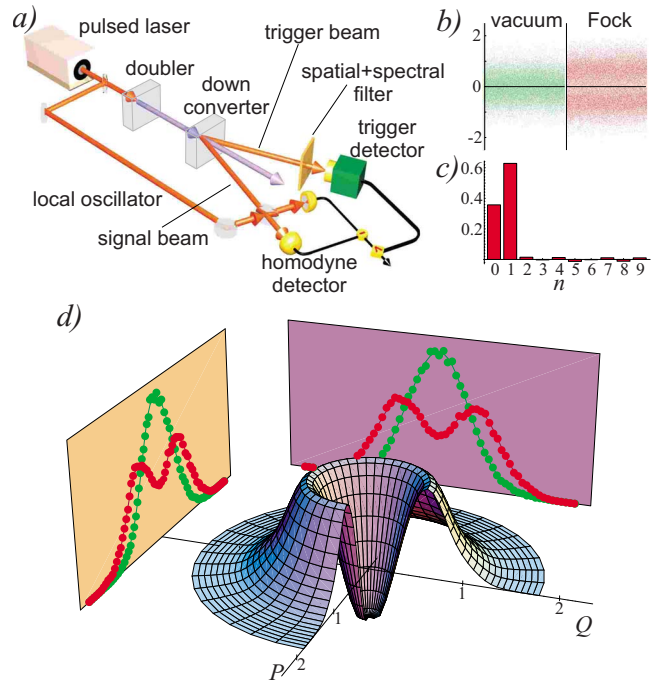 a)
pulsed laser
doubler
down
converter
trigger beam
spatial+spectral
filter
trigger
detector
local oscillator
signal beam
homodyne
detector
b)
vacuum
Fock
2
0
-2
c)
0.6
0.4
0.2
0 1 2 3 4 5 6 7 8 9
n
d)
1
2
Q
1
2
P